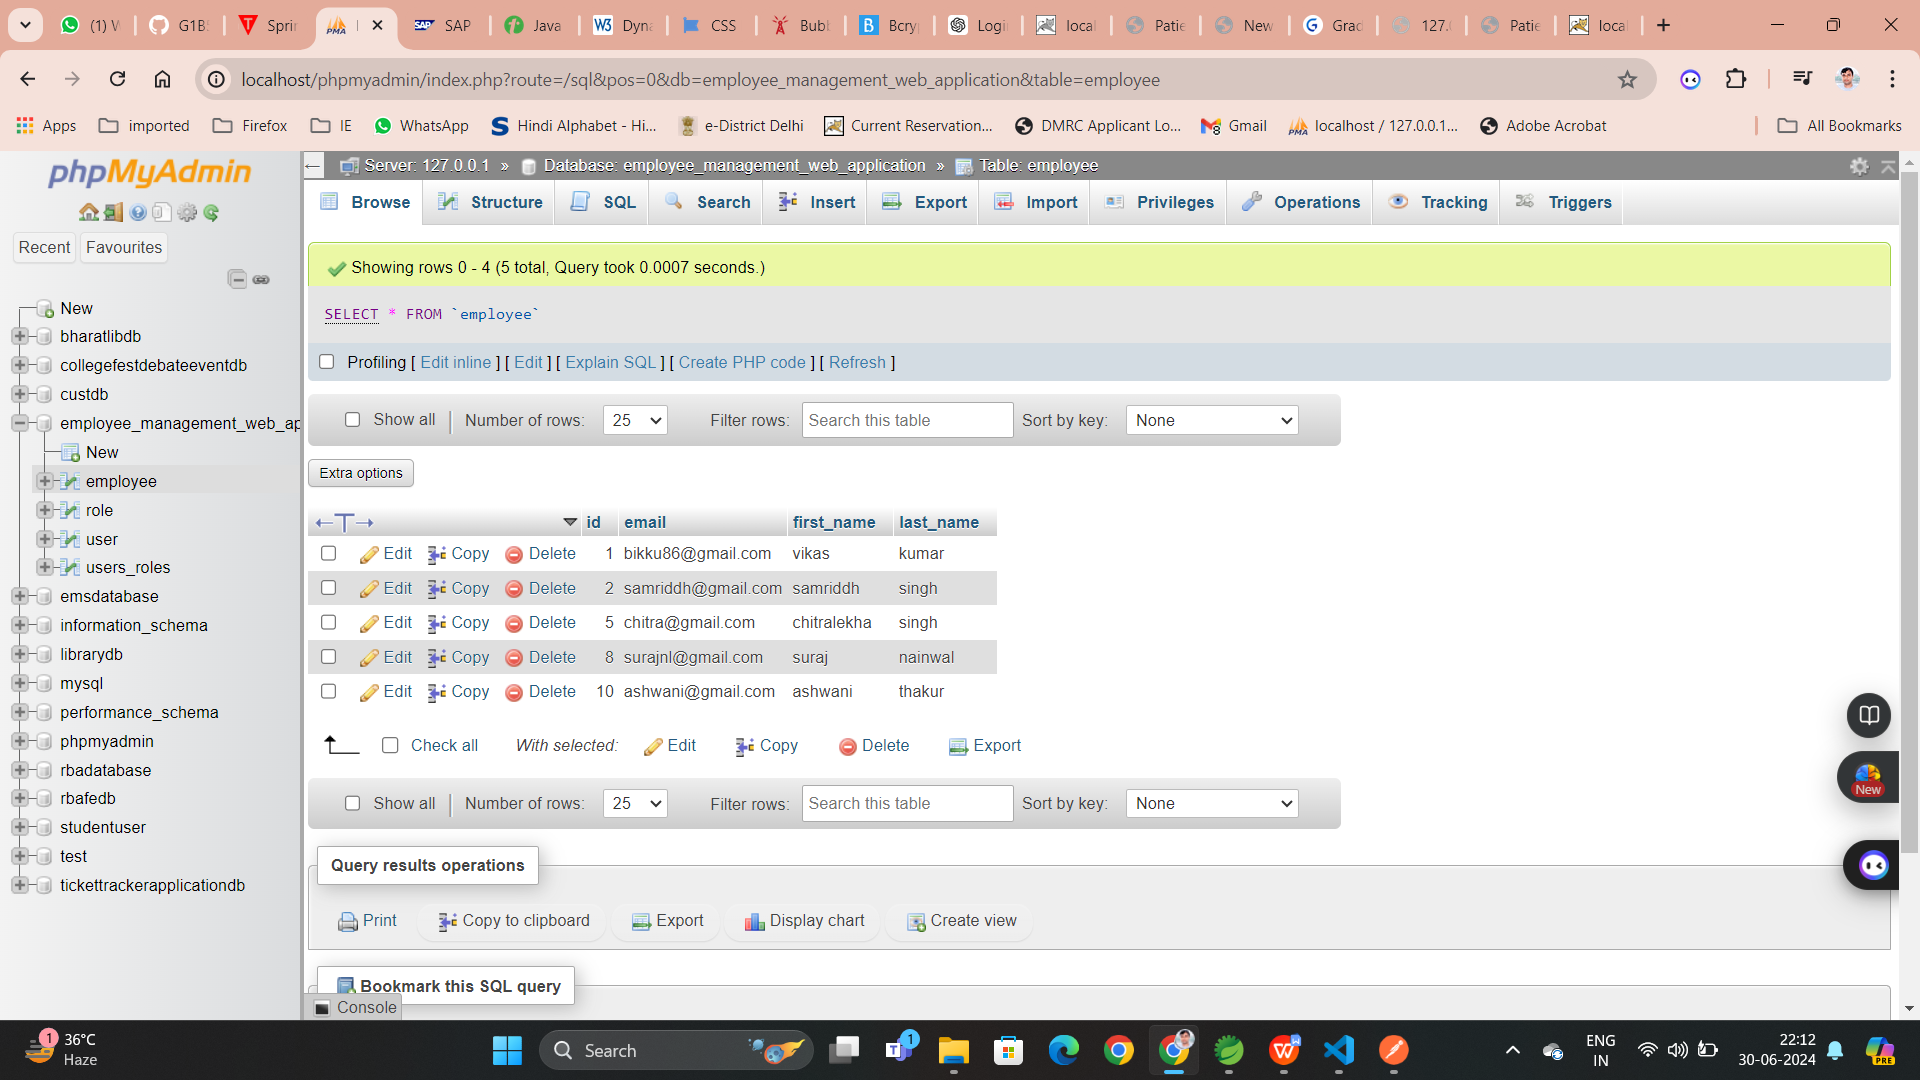 (1) W
G1BS
Sprin
SAP
Java
Dyna
CSS
Bubb
Bcry
Login
local
Patie
New
Grad
127.
Patie
local
localhost/phpmyadmin/index.php?route=/sql&pos=0&db=employee_management_web_application&table=employee
Apps
imported
Firefox
IE
WhatsApp
Hindi Alphabet - Hi...
e-District Delhi
Current Reservation...
DMRC Applicant Lo...
Gmail
localhost / 127.0.0.1...
Adobe Acrobat
All Bookmarks
phpMyAdmin
Recent
Favourites
New
bharatlibdb
collegefestdebateeventdb
custdb
employee_management_web_ap
New
employee
role
user
users_roles
emsdatabase
information_schema
librarydb
mysql
performance_schema
phpmyadmin
rbadatabase
rbafedb
studentuser
test
tickettrackerapplicationdb
Server: 127.0.0.1 » Database: employee_management_web_application » Table: employee
Browse Structure SQL Search Insert Export Import Privileges Operations Tracking Triggers
Showing rows 0 - 4 (5 total, Query took 0.0007 seconds.)
SELECT * FROM `employee`
Profiling [ Edit inline ] [ Edit ] [ Explain SQL ] [ Create PHP code ] [ Refresh ]
Show all Number of rows: 25 Filter rows: Search this table Sort by key: None
Extra options
id email first_name last_name
Edit Copy Delete 1 bikku86@gmail.com vikas kumar
Edit Copy Delete 2 samriddh@gmail.com samriddh singh
Edit Copy Delete 5 chitra@gmail.com chitralekha singh
Edit Copy Delete 8 surajnl@gmail.com suraj nainwal
Edit Copy Delete 10 ashwani@gmail.com ashwani thakur
Check all With selected: Edit Copy Delete Export
Show all Number of rows: 25 Filter rows: Search this table Sort by key: None
Query results operations
Print Copy to clipboard Export Display chart Create view
Bookmark this SQL query
Console
New
1
36°C
Haze
Search
1
ENG
IN
22:12
30-06-2024
PRE